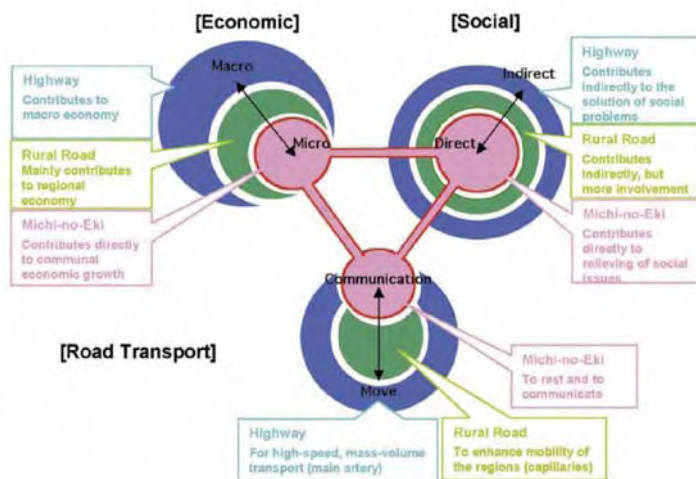 [Economic]
[Social]
Macro
Micro
Indirect
Direct
Highway
Contributes to
macro economy
Rural Road
Mainly contributes to
regional economy
Michi-no-Eki
Contributes directly
to communal
economic growth
Highway
Contributes
indirectly to the
solution of social
problems
Rural Road
Contributes
indirectly, but
more involvement
Michi-no-Eki
Contributes
directly to
relieving of social
issues
Communication
Move
[Road Transport]
Michi-no-Eki
To rest and to
communicate
Highway
For high-speed, mass-volume
transport (main artery)
Rural Road
To enhance mobility of
the regions (capillaries)